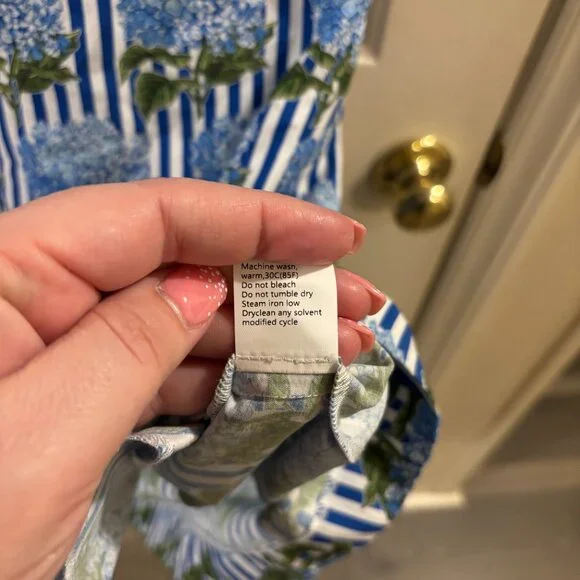 Machine wash,
warm,30C(85F)
Do not bleach
Do not tumble dry
Steam iron low
Dryclean any solvent
modified cycle